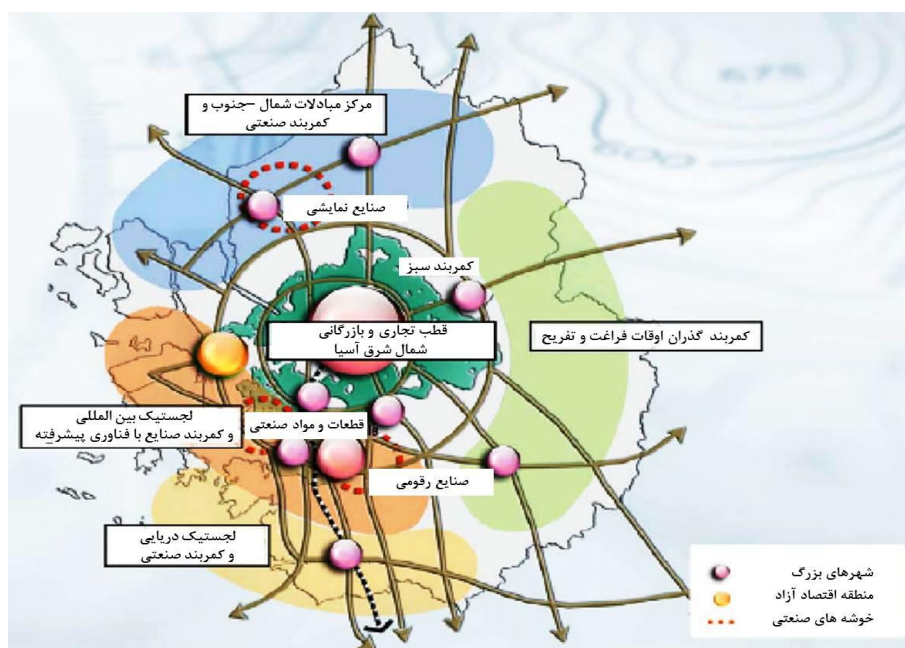 مرکز مبادلات شمال –جنوب و
کمربند صنعتی
صنایع نمایشی
کمربند سبز
قطب تجاری و بازرگانی
شمال شرق آسیا
کمربند گذران اوقات فراغت و تفریح
لجستیک بین المللی
و کمربند صنایع با فناوری پیشرفته
قطعات و مواد صنعتی
صنایع رقومی
لجستیک دریایی
و کمربند صنعتی
شهرهای بزرگ
منطقه اقتصاد آزاد
خوشه های صنعتی
675
600